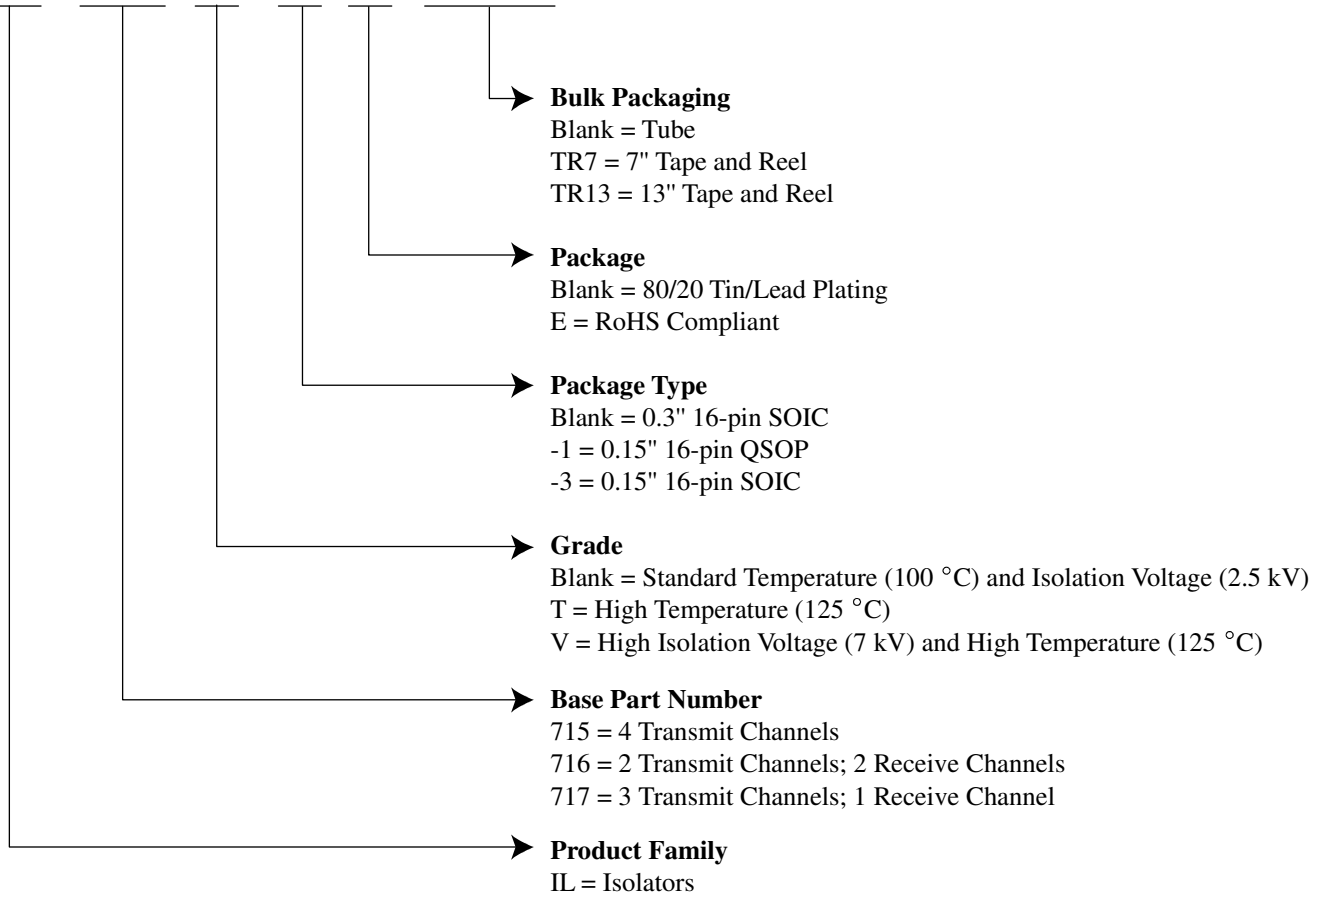 Bulk Packaging
Blank = Tube
TR7 = 7" Tape and Reel
TR13 = 13" Tape and Reel
Package
Blank = 80/20 Tin/Lead Plating
E = RoHS Compliant
Package Type
Blank = 0.3" 16-pin SOIC
-1 = 0.15" 16-pin QSOP
-3 = 0.15" 16-pin SOIC
Grade
Blank = Standard Temperature (100 °C) and Isolation Voltage (2.5 kV)
T = High Temperature (125 °C)
V = High Isolation Voltage (7 kV) and High Temperature (125 °C)
Base Part Number
715 = 4 Transmit Channels
716 = 2 Transmit Channels; 2 Receive Channels
717 = 3 Transmit Channels; 1 Receive Channel
Product Family
IL = Isolators